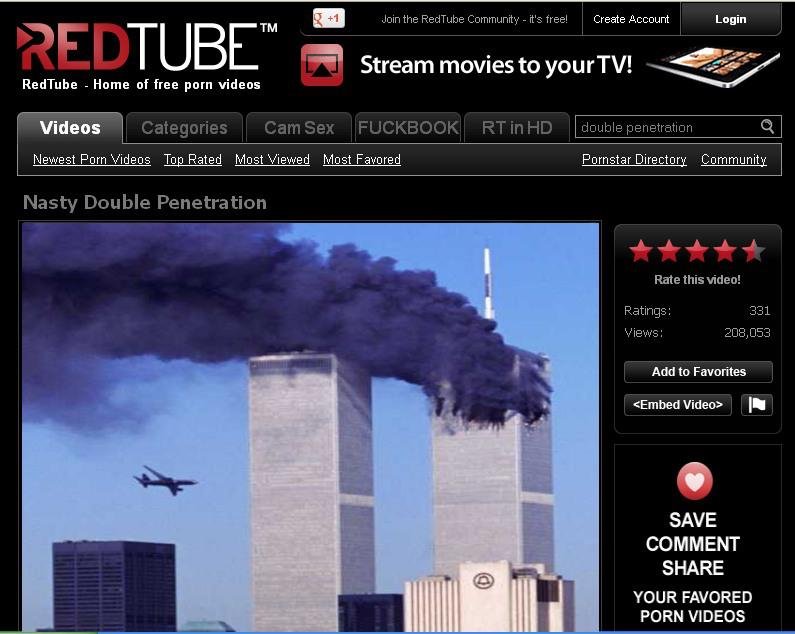 g +1
Join the RedTube Community - it's free!
Create Account
Login
REDTUBE™
RedTube - Home of free porn videos
Stream movies to your TV!
Videos
Categories
Cam Sex
FUCKBOOK
RT in HD
double penetration
Newest Porn Videos
Top Rated
Most Viewed
Most Favored
Pornstar Directory
Community
Nasty Double Penetration
Rate this video!
Ratings: 331
Views: 208,053
Add to Favorites
<Embed Video>
SAVE
COMMENT
SHARE
YOUR FAVORED
PORN VIDEOS